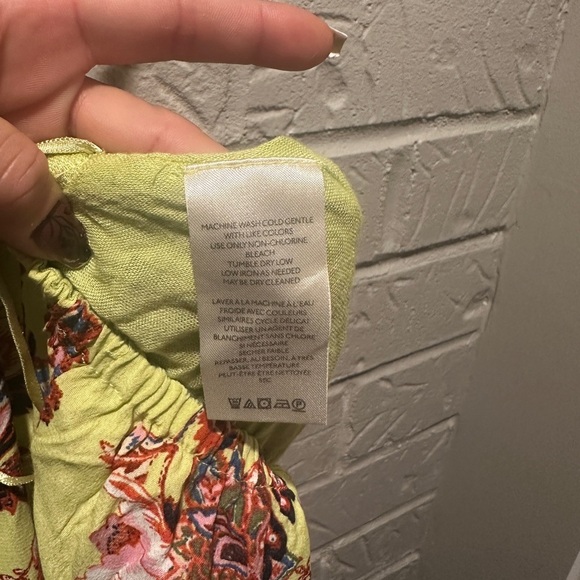 MACHINE WASH COLD GENTLE
WITH LIKE COLORS
USE ONLY NON-CHLORINE
BLEACH
TUMBLE DRY LOW
LOW IRON AS NEEDED
MAY BE DRY CLEANED
LAVER À LA MACHINE À L'EAU
FROIDE AVEC COULEURS
SIMILAIRES CYCLE DÉLICAT
UTILISER UN AGENT DE
BLANCHIMENT SANS CHLORE
SI NÉCESSAIRE
SÉCHER FAIBLE
REPASSER, AU BESOIN, À TRÈS
BASSE TEMPÉRATURE
PEUT-ÊTRE-ÊTRE NETTOYÉE